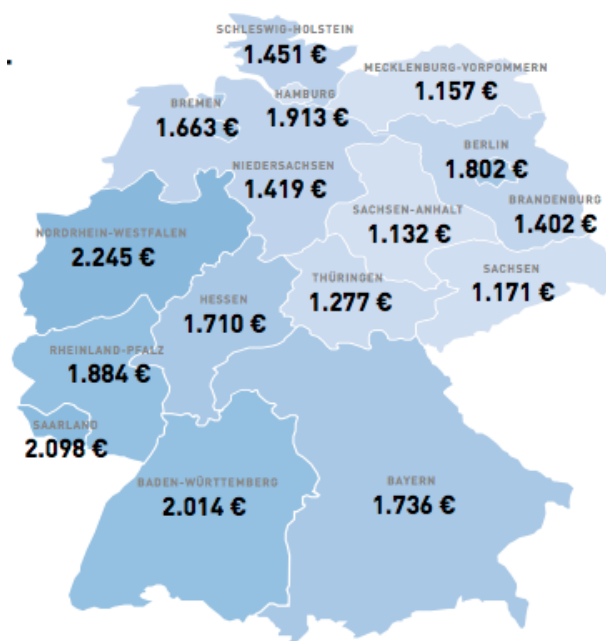 SCHLESWIG-HOLSTEIN
1.451 €
MECKLENBURG-VORPOMMERN
1.157 €
HAMBURG
1.913 €
BREMEN
1.663 €
BERLIN
1.802 €
NIEDERSACHSEN
1.419 €
BRANDENBURG
1.402 €
SACHSEN-ANHALT
1.132 €
NORDRHEIN-WESTFALEN
2.245 €
SACHSEN
1.171 €
THÜRINGEN
1.277 €
HESSEN
1.710 €
RHEINLAND-PFALZ
1.884 €
SAARLAND
2.098 €
BADEN-WÜRTTEMBERG
2.014 €
BAYERN
1.736 €